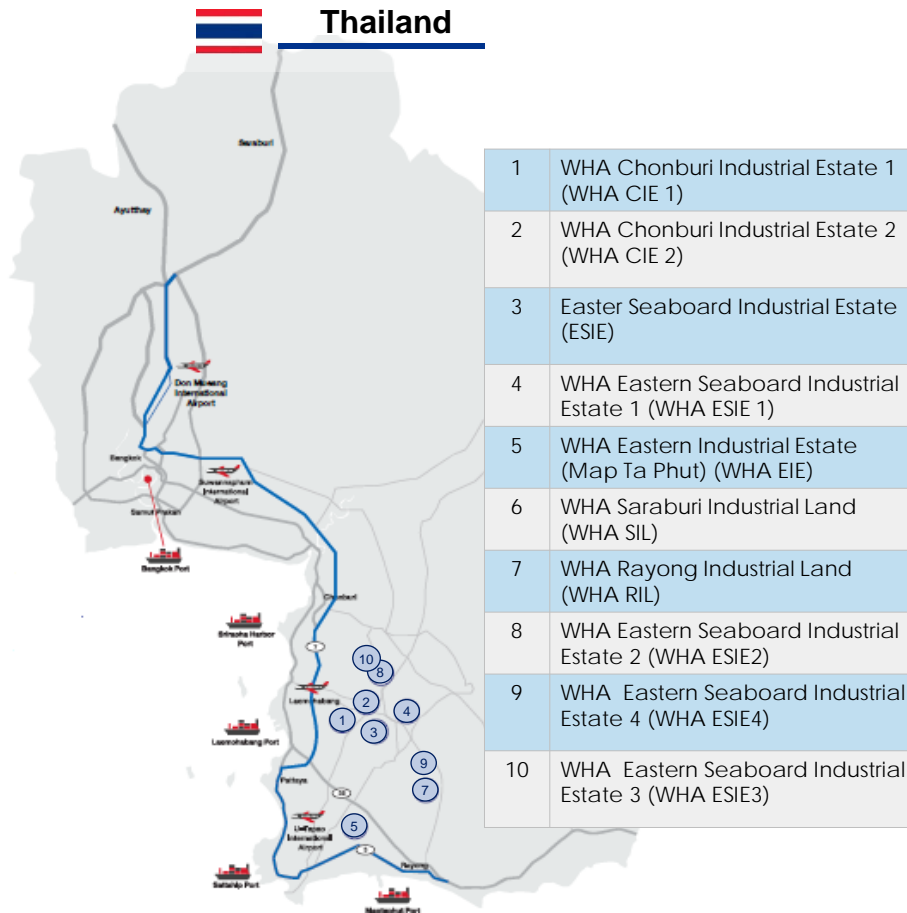 Thailand
Saraburi
Ayutthay
Don Mueang
International
Airport
Bangkok
Suvarnabhumi
International
Airport
Samut Prakan
Bangkok Port
Chonburi
Sriracha Harbor
Port
7
10
8
Laemchabang
2
4
1
3
Laemchabang Port
9
Pattaya
36
7
5
U-Tapao
International
Airport
3
Rayong
Sattahip Port
Maptaphut Port
1 WHA Chonburi Industrial Estate 1
(WHA CIE 1)
2 WHA Chonburi Industrial Estate 2
(WHA CIE 2)
3 Easter Seaboard Industrial Estate
(ESIE)
4 WHA Eastern Seaboard Industrial
Estate 1 (WHA ESIE 1)
5 WHA Eastern Industrial Estate
(Map Ta Phut) (WHA EIE)
6 WHA Saraburi Industrial Land
(WHA SIL)
7 WHA Rayong Industrial Land
(WHA RIL)
8 WHA Eastern Seaboard Industrial
Estate 2 (WHA ESIE2)
9 WHA Eastern Seaboard Industrial
Estate 4 (WHA ESIE4)
10 WHA Eastern Seaboard Industrial
Estate 3 (WHA ESIE3)